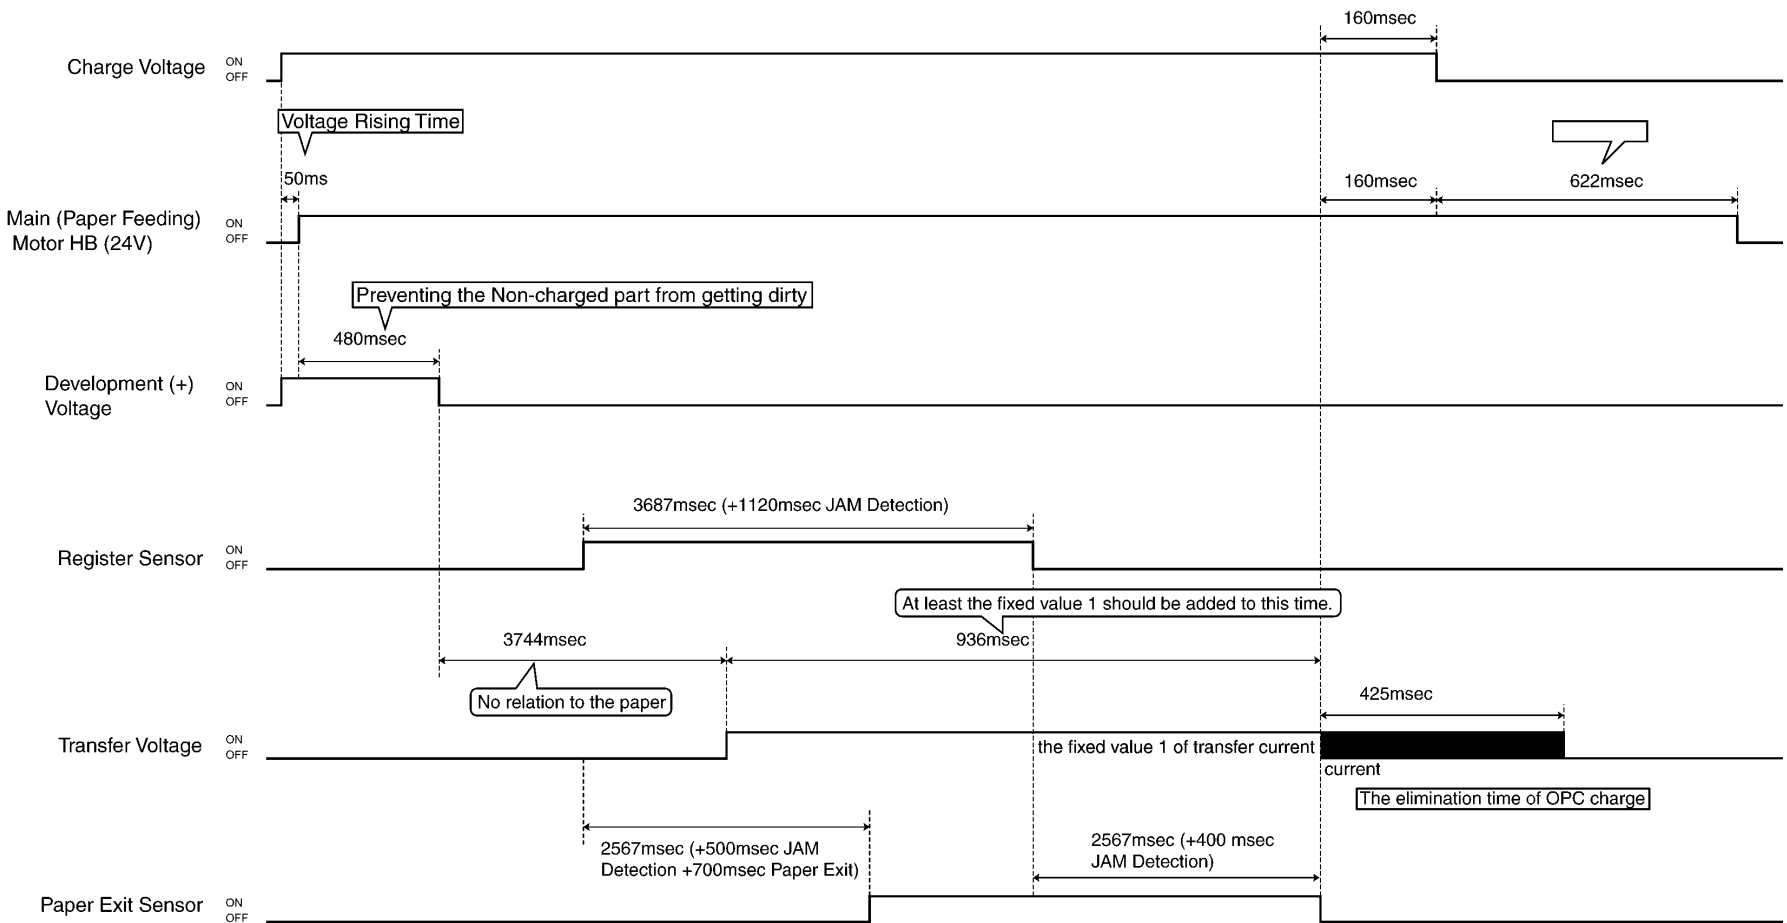 160msec
Charge Voltage
ON
OFF
Voltage Rising Time
50ms
160msec
622msec
Main (Paper Feeding)
Motor HB (24V)
ON
OFF
Preventing the Non-charged part from getting dirty
480msec
Development (+)
Voltage
ON
OFF
3687msec (+1120msec JAM Detection)
Register Sensor
ON
OFF
At least the fixed value 1 should be added to this time.
3744msec
936msec
No relation to the paper
425msec
Transfer Voltage
ON
OFF
the fixed value 1 of transfer current
current
The elimination time of OPC charge
2567msec (+500msec JAM
Detection +700msec Paper Exit)
2567msec (+400 msec
JAM Detection)
Paper Exit Sensor
ON
OFF